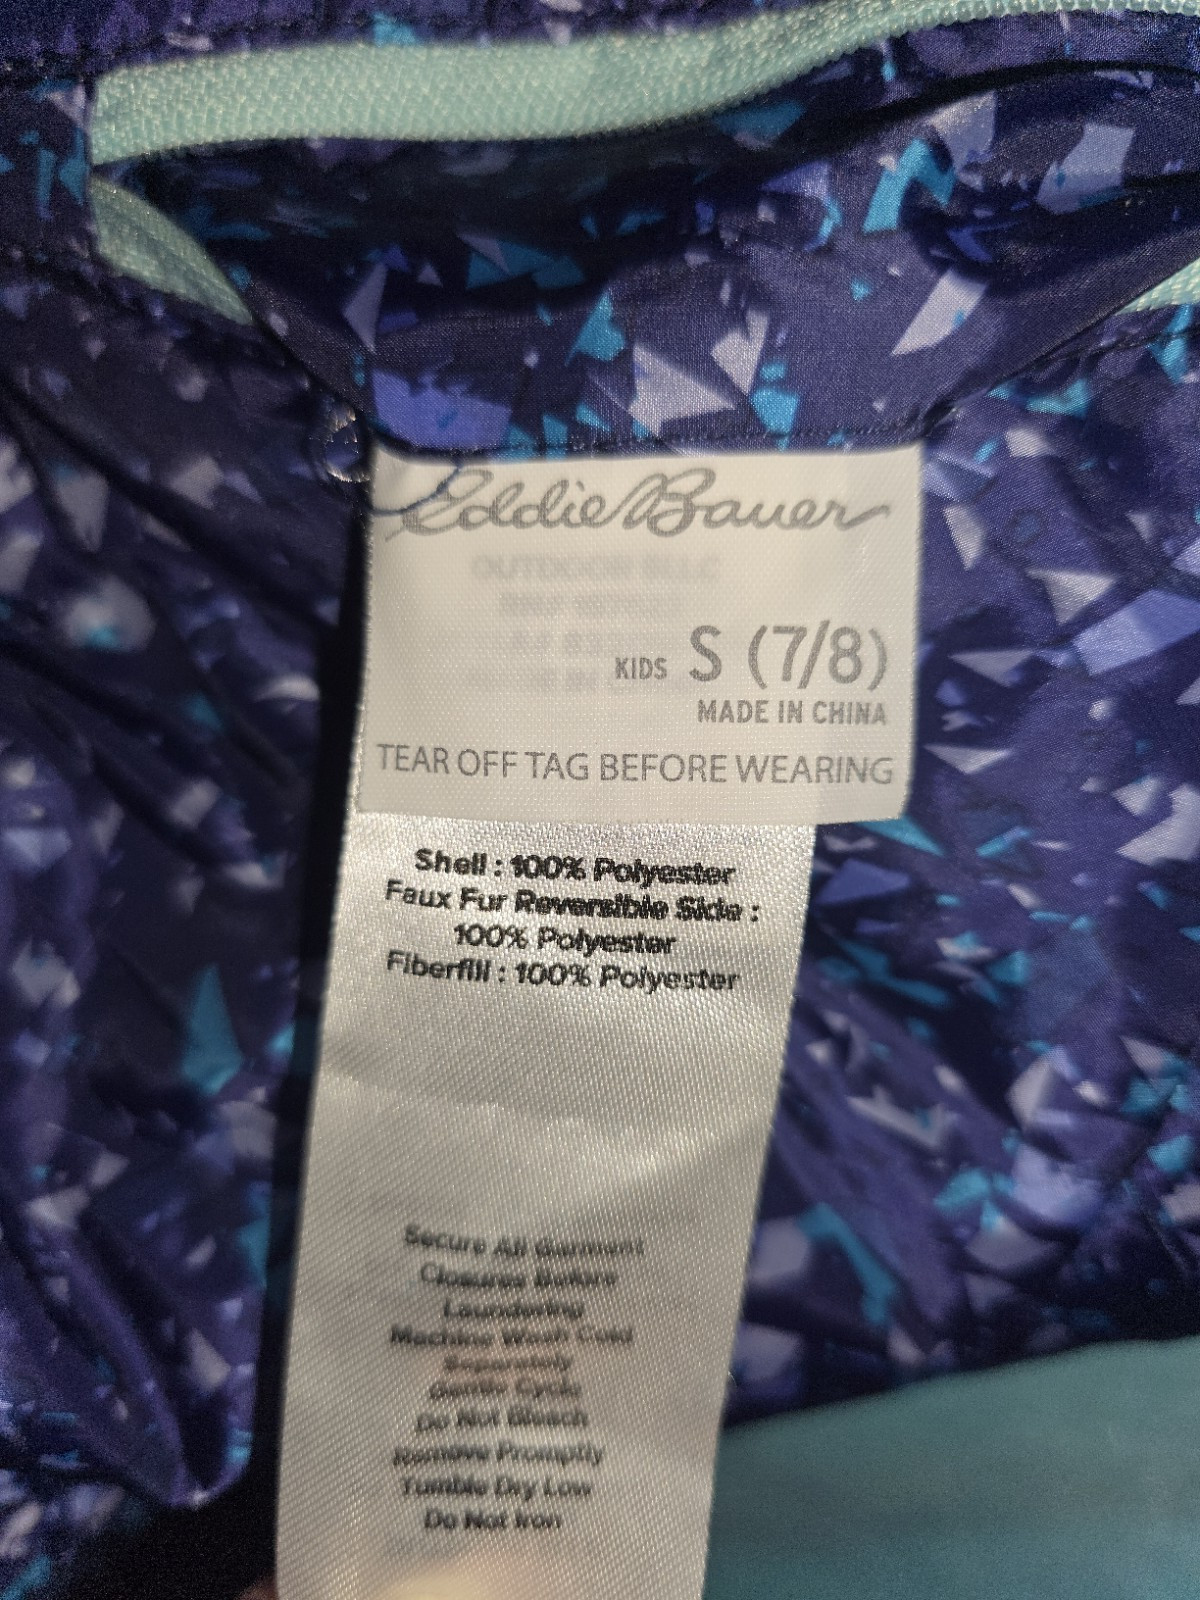 Eddie Bauer
KIDS S (7/8)
MADE IN CHINA
TEAR OFF TAG BEFORE WEARING
Shell : 100% Polyester
Faux Fur Reversible Side :
100% Polyester
Fiberfill : 100% Polyester
Secure All Garment
Closures Before
Laundering
Machine Wash Cold
Separately
Gentle Cycle
Do Not Bleach
Remove Promptly
Tumble Dry Low
Do Not Iron